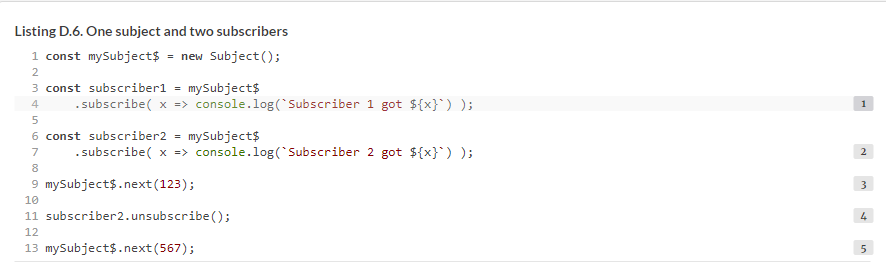 Listing D.6. One subject and two subscribers
1 const mySubject$ = new Subject();
2
3 const subscriber1 = mySubject$
4     .subscribe( x => console.log(`Subscriber 1 got ${x}`) ); 1
5
6 const subscriber2 = mySubject$
7     .subscribe( x => console.log(`Subscriber 2 got ${x}`) ); 2
8
9 mySubject$.next(123); 3
10
11 subscriber2.unsubscribe(); 4
12
13 mySubject$.next(567); 5